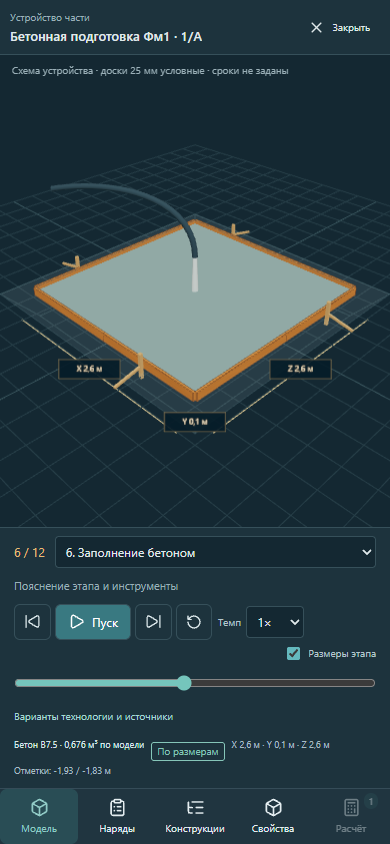 Устройство части
Бетонная подготовка Фм1 · 1/А
Закрыть
Схема устройства · доски 25 мм условные · сроки не заданы
X 2,6 м
Z 2,6 м
Y 0,1 м
6 / 12
6. Заполнение бетоном
Пояснение этапа и инструменты
Пуск
Темп
1×
Размеры этапа
Варианты технологии и источники
Бетон B7.5 · 0,676 м³ по модели
По размерам
X 2,6 м · Y 0,1 м · Z 2,6 м
Отметки: -1,93 / -1,83 м
Модель
Наряды
Конструкции
Свойства
1
Расчёт